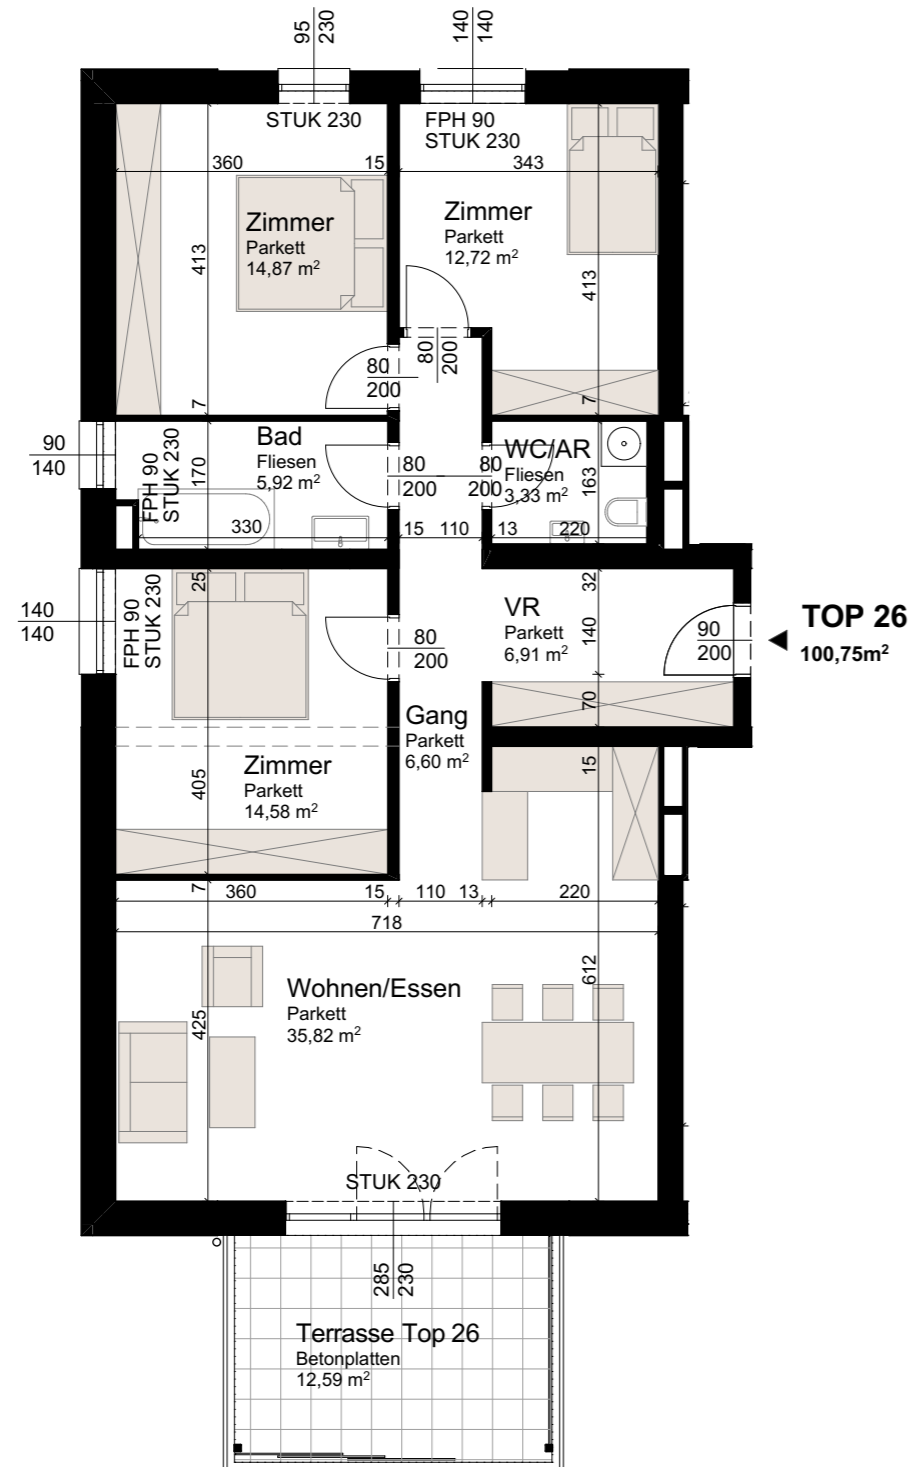 95
230
140
140
STUK 230
FPH 90
STUK 230
360
15
343
Zimmer
Parkett
14,87 m²
Zimmer
Parkett
12,72 m²
413
413
80
200
80
200
7
7
90
140
FPH 90
STUK 230
170
Bad
Fliesen
5,92 m²
80
200
80
200
WC/AR
Fliesen
3,33 m²
163
330
15
110
13
220
140
140
FPH 90
STUK 230
25
32
VR
Parkett
6,91 m²
140
90
200
TOP 26
100,75m²
80
200
70
Gang
Parkett
6,60 m²
Zimmer
Parkett
14,58 m²
405
15
7
360
15
110
13
220
718
612
Wohnen/Essen
Parkett
35,82 m²
425
STUK 230
285
230
Terrasse Top 26
Betonplatten
12,59 m²